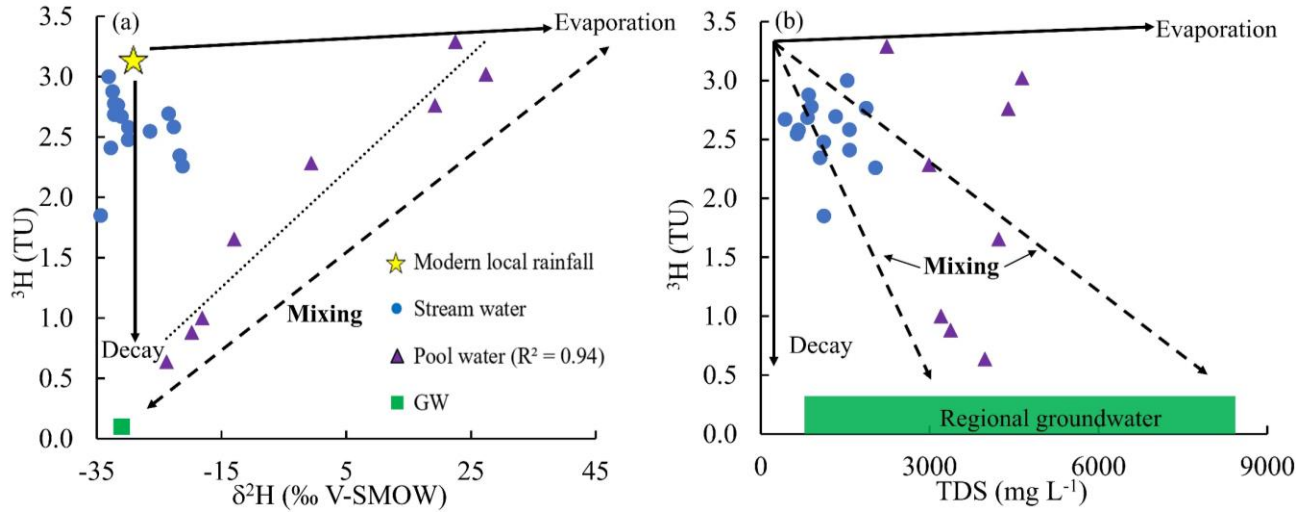 (a)
Evaporation
3.5
3.0
2.5
2.0
1.5
1.0
0.5
0.0
³H (TU)
Decay
Mixing
Modern local rainfall
Stream water
Pool water (R² = 0.94)
GW
-35
-15
5
25
45
δ²H (‰ V-SMOW)
(b)
Evaporation
3.5
3.0
2.5
2.0
1.5
1.0
0.5
0.0
³H (TU)
Mixing
Decay
Regional groundwater
0
3000
6000
9000
TDS (mg L⁻¹)